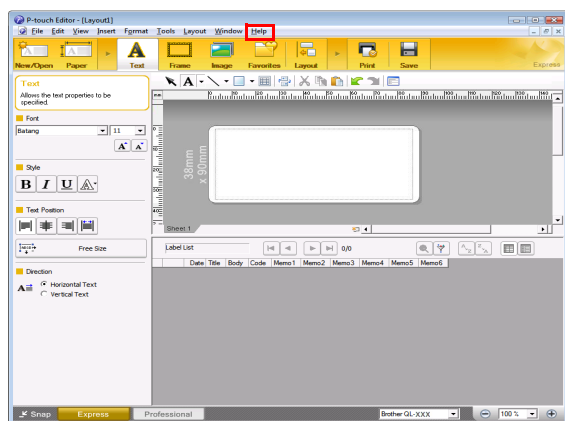 P-touch Editor - [Layout1]
File Edit View Insert Format Tools Layout Window Help
New/Open Paper Text Frame Image Favorites Layout Print Save Express
Text
Allows the text properties to be
specified.
Font
Batang 11
A A
Style
B I U A
Text Position
Free Size
Direction
Horizontal Text
Vertical Text
mm
38mm
x 90mm
Sheet 1
Label List 0/0
Date Title Body Code Memo1 Memo2 Memo3 Memo4 Memo5 Memo6
Snap Express Professional Brother QL-XXX 100 %